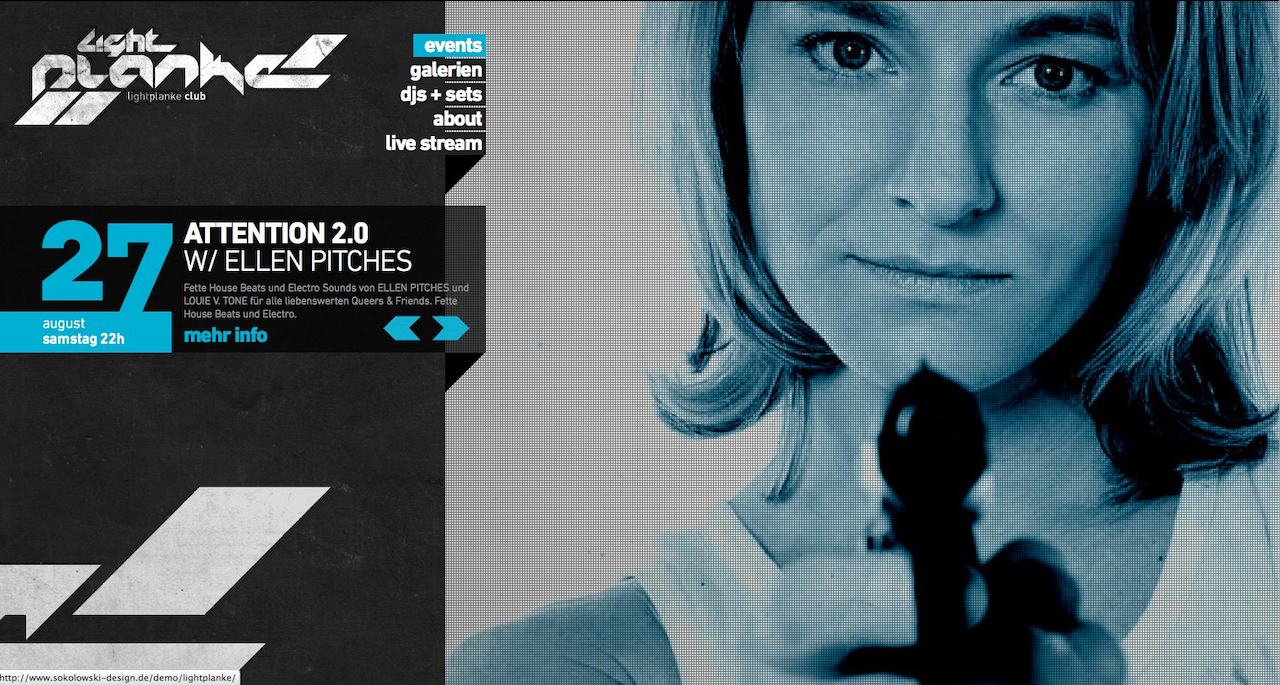 Light
planke
lightplanke club
events
galerien
djs + sets
about
live stream
27
august
samstag 22h
ATTENTION 2.0
W/ ELLEN PITCHES
Fette House Beats und Electro Sounds von ELLEN PITCHES und
LOUIE V. TONE für alle liebenswerten Queers & Friends. Fette
House Beats und Electro.
mehr info
http://www.sokolowski-design.de/demo/lightplanke/